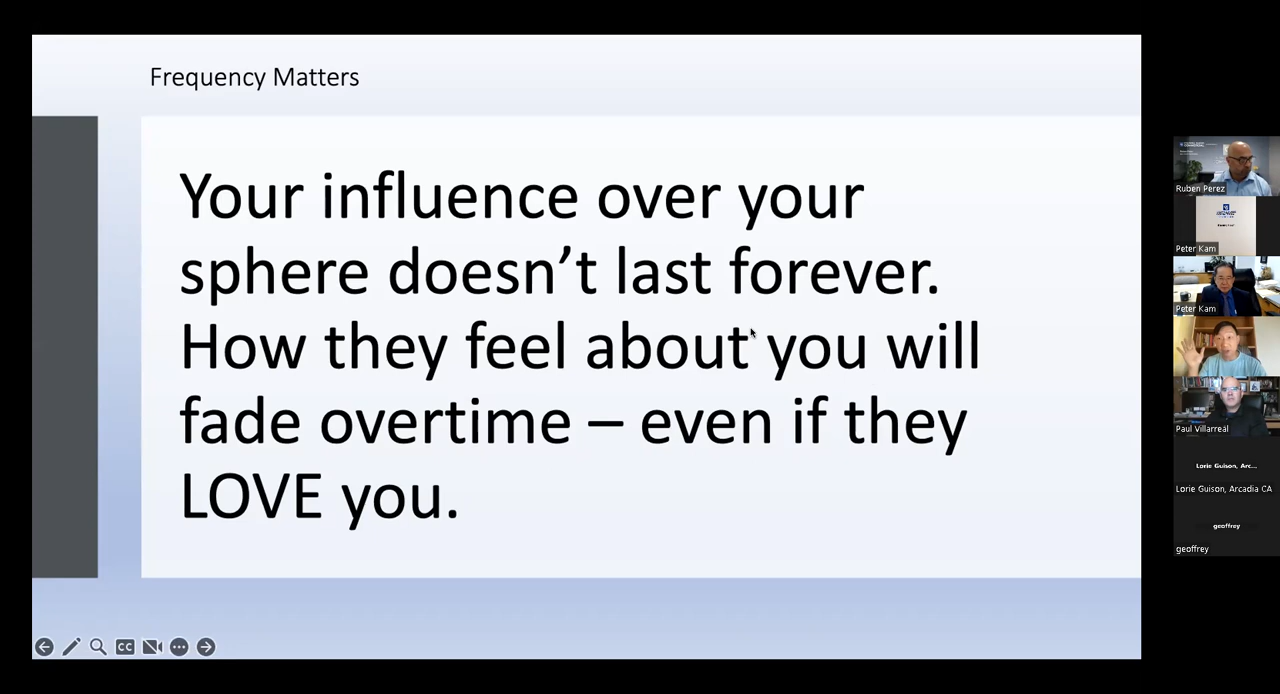 Frequency Matters
Your influence over your
sphere doesn’t last forever.
How they feel about you will
fade overtime – even if they
LOVE you.
CC
Ruben Perez
Peter Kam
Peter Kam
Paul Villarreal
Lorie Guison, Arc...
Lorie Guison, Arcadia CA
geoffrey
geoffrey